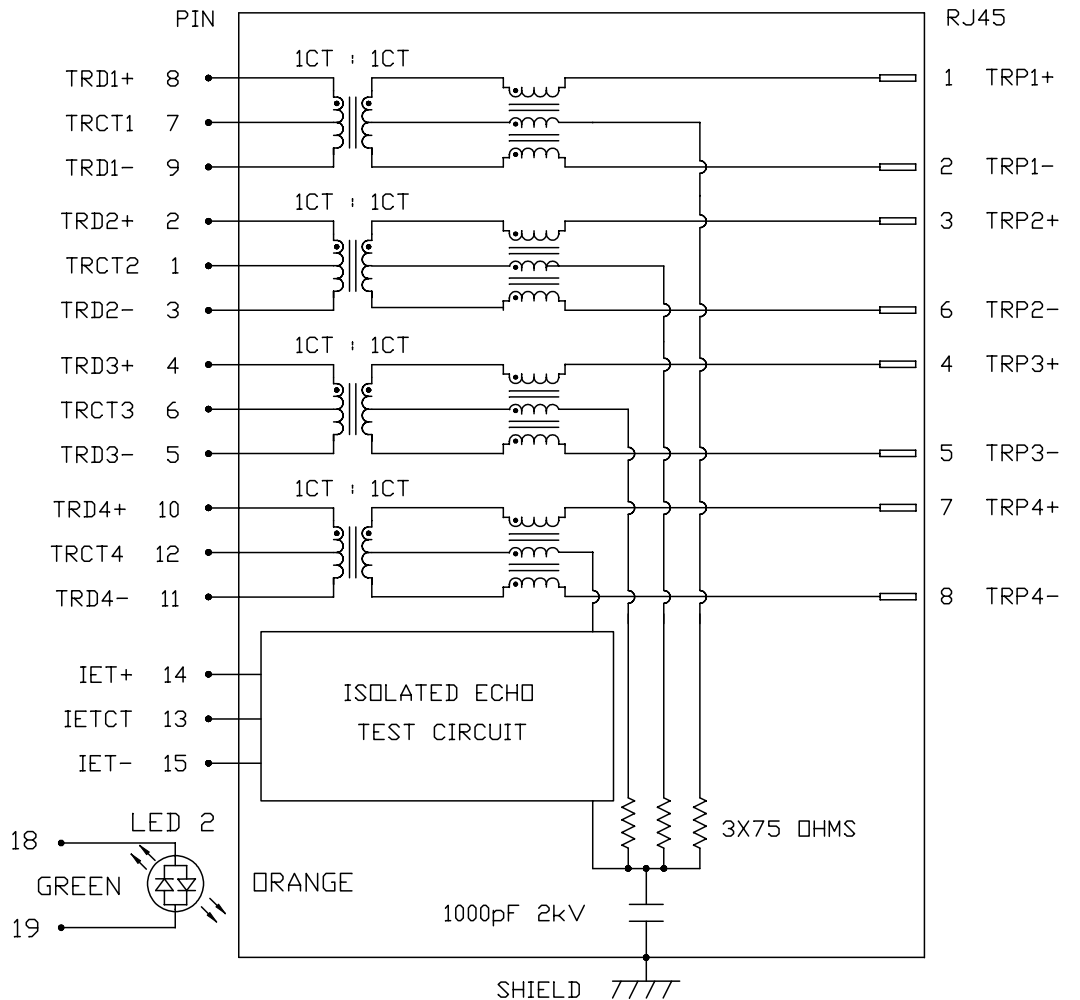 PIN RJ45
1CT : 1CT
TRD1+ 8 1 TRP1+
TRCT1 7
TRD1- 9 2 TRP1-
1CT : 1CT
TRD2+ 2 3 TRP2+
TRCT2 1
TRD2- 3 6 TRP2-
1CT : 1CT
TRD3+ 4 4 TRP3+
TRCT3 6
TRD3- 5 5 TRP3-
1CT : 1CT
TRD4+ 10 7 TRP4+
TRCT4 12
TRD4- 11 8 TRP4-
IET+ 14
ISOLATED ECHO
IETCT 13
TEST CIRCUIT
IET- 15
LED 2
3X75 OHMS
18
GREEN ORANGE
1000pF 2kV
19
SHIELD